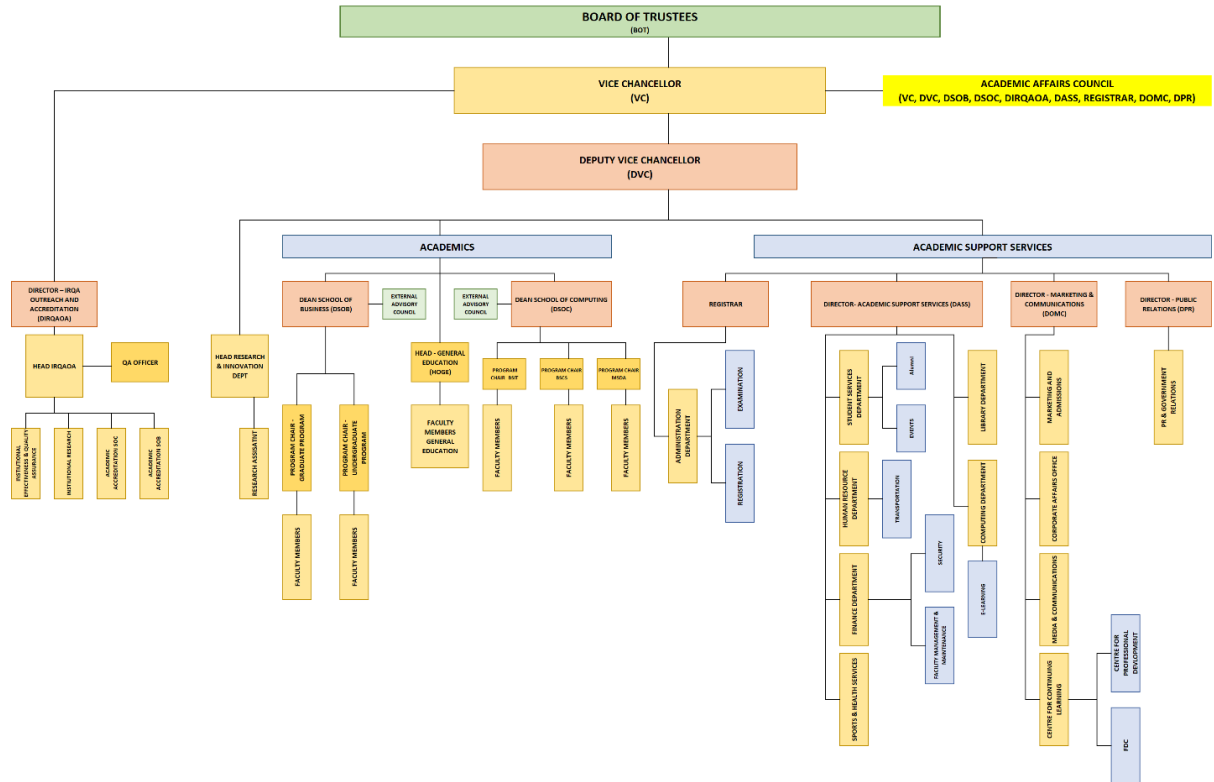 BOARD OF TRUSTEES
(BOT)
VICE CHANCELLOR
(VC)
ACADEMIC AFFAIRS COUNCIL
(VC, DVC, DSOB, DSOC, DIRQAOA, DASS, REGISTRAR, DOMC, DPR)
DEPUTY VICE CHANCELLOR
(DVC)
ACADEMICS
ACADEMIC SUPPORT SERVICES
DIRECTOR – IRQA
OUTREACH AND
ACCREDITATION
(DIRQAOA)
DEAN SCHOOL OF
BUSINESS (DSOB)
EXTERNAL
ADVISORY
COUNCIL
EXTERNAL
ADVISORY
COUNCIL
DEAN SCHOOL OF COMPUTING
(DSOC)
REGISTRAR
DIRECTOR- ACADEMIC SUPPORT SERVICES (DASS)
DIRECTOR - MARKETING &
COMMUNICATIONS
(DOMC)
DIRECTOR - PUBLIC
RELATIONS (DPR)
HEAD IRQAOA
QA OFFICER
HEAD RESEARCH
& INNOVATION
DEPT
HEAD - GENERAL
EDUCATION
(HOGE)
PROGRAM
CHAIR BSIT
PROGRAM CHAIR
BSCS
PROGRAM CHAIR
MSDA
INSTIUTIONAL
EFFECTIVENESS & QUALITY
ASSURANCE
INSTIUTIONAL RESEARCH
ACADEMIC
ACCREDITATION SOC
ACADEMIC
ACCREDITATION SOB
RESEARCH ASSISATNT
PROGRAM CHAIR -
GRADUATE PROGRAM
PROGRAM CHAIR -
UNDERGRADUATE
PROGRAM
FACULTY
MEMBERS
GENERAL
EDUCATION
FACULTY MEMBERS
FACULTY MEMBERS
FACULTY MEMBERS
FACULTY MEMBERS
FACULTY MEMBERS
ADMINISTRATION
DEPARTMENT
EXAMINATION
REGISTRATION
STUDENT SERVICES
DEPARTMENT
Alumni
EVENTS
LIBRARY DEPARTMENT
HUMAN RESOURCE
DEPARTMENT
TRANSPORTATION
COMPUTING DEPARTMENT
FINANCE DEPARTMENT
SECURITY
FACULITY MANAGEMENT &
MAINTENANCE
E-LEARNING
SPORTS & HEALTH SERVICES
MARKETING AND
ADMISSIONS
CORPORATE AFFAIRS OFFICE
MEDIA & COMMUNICATIONS
CENTRE FOR CONTINUING
LEARNING
CENTRE FOR
PROFESSIONAL
DEVLOPMENT
FDC
PR & GOVERNMENT
RELATIONS